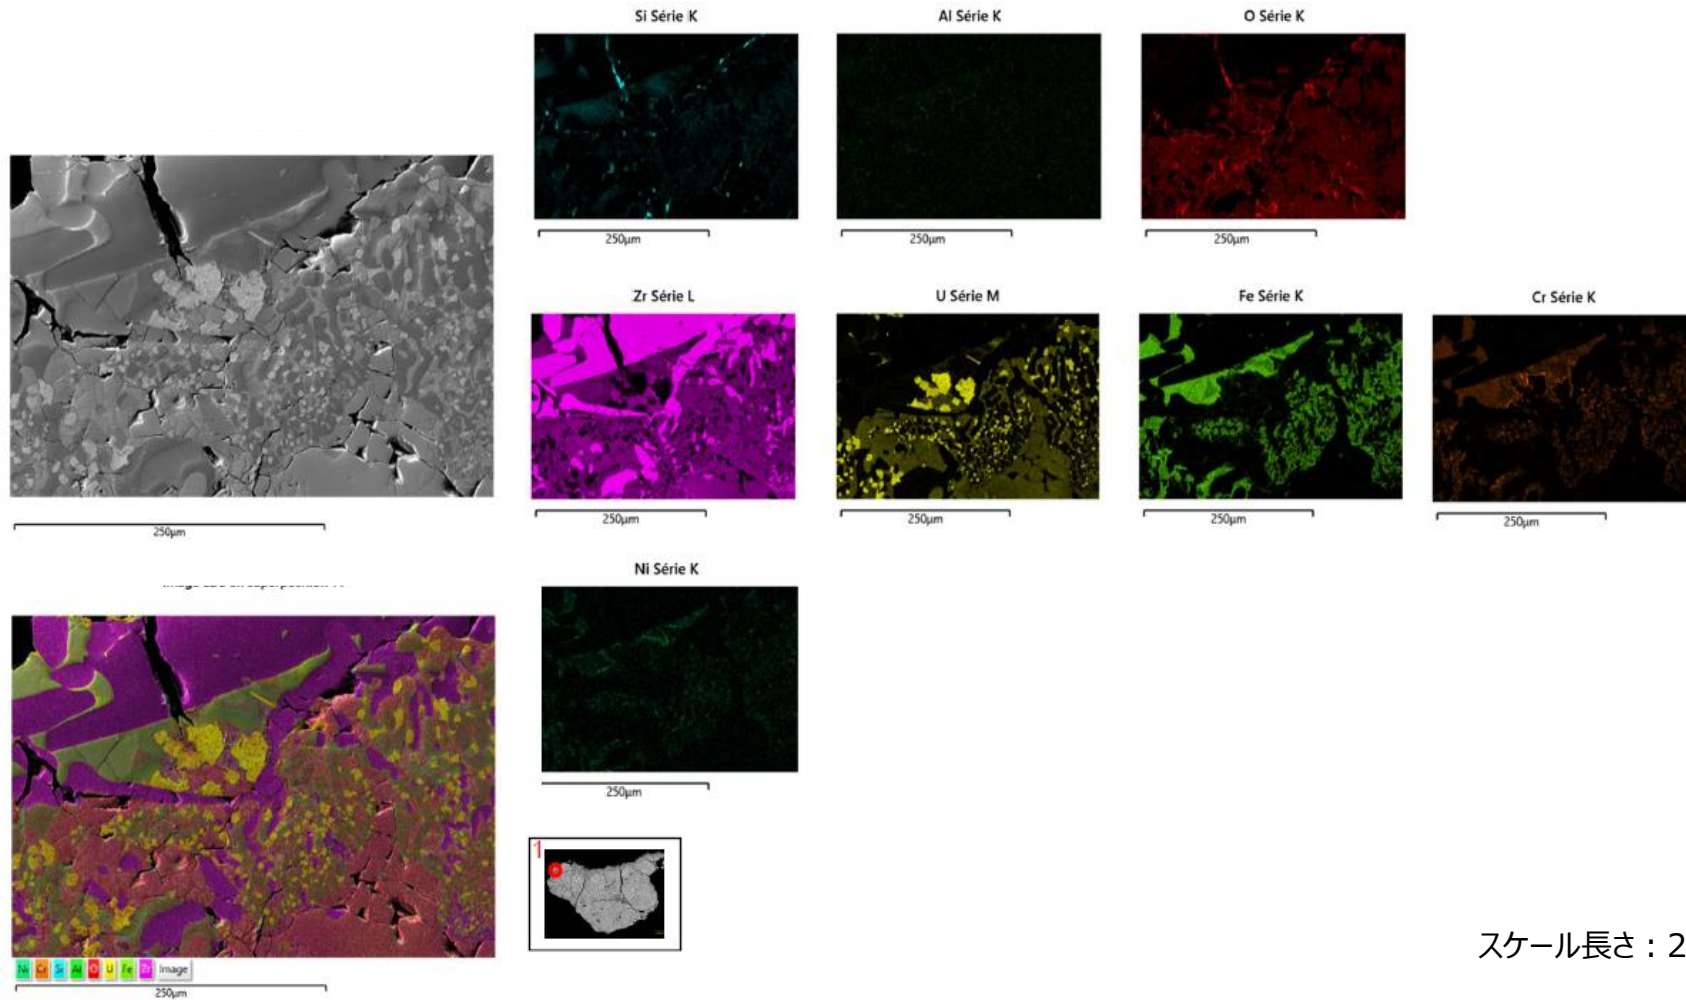 Si Série K
Al Série K
O Série K
250μm
250μm
250μm
Zr Série L
U Série M
Fe Série K
Cr Série K
250μm
250μm
250μm
250μm
250μm
Ni Série K
250μm
1
スケール長さ：2
Ni Cr Si Al O U Fe Zr Image
250μm